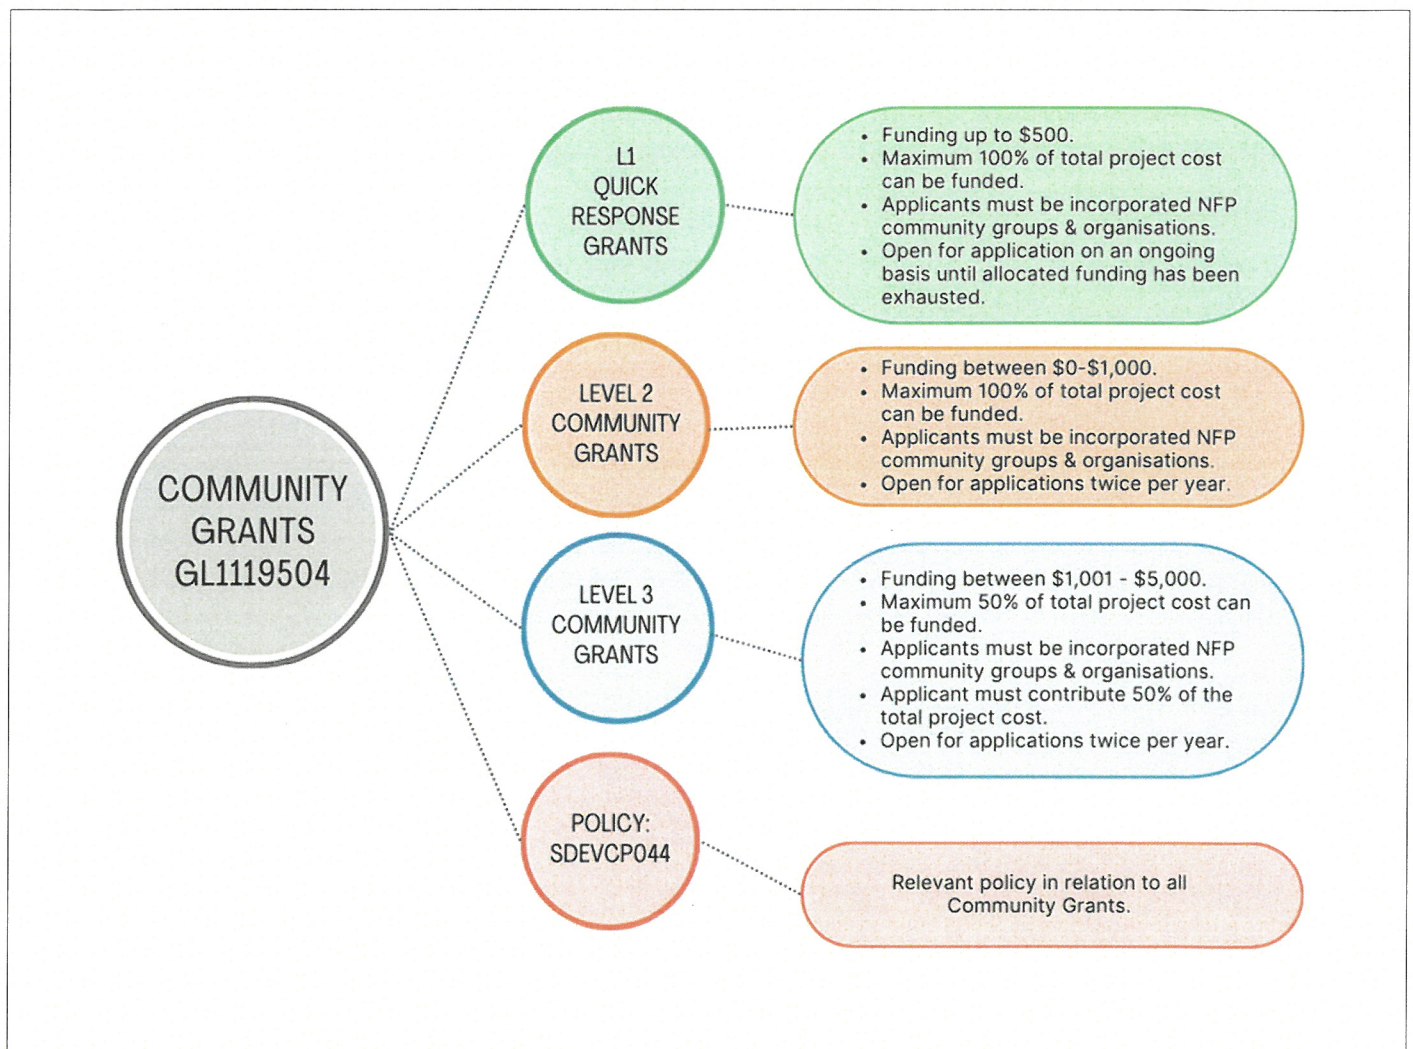 COMMUNITY
GRANTS
GL1119504
L1
QUICK
RESPONSE
GRANTS
• Funding up to $500.
• Maximum 100% of total project cost
can be funded.
• Applicants must be incorporated NFP
community groups & organisations.
• Open for application on an ongoing
basis until allocated funding has been
exhausted.
LEVEL 2
COMMUNITY
GRANTS
• Funding between $0-$1,000.
• Maximum 100% of total project cost
can be funded.
• Applicants must be incorporated NFP
community groups & organisations.
• Open for applications twice per year.
LEVEL 3
COMMUNITY
GRANTS
• Funding between $1,001 - $5,000.
• Maximum 50% of total project cost can
be funded.
• Applicants must be incorporated NFP
community groups & organisations.
• Applicant must contribute 50% of the
total project cost.
• Open for applications twice per year.
POLICY:
SDEVCP044
Relevant policy in relation to all
Community Grants.